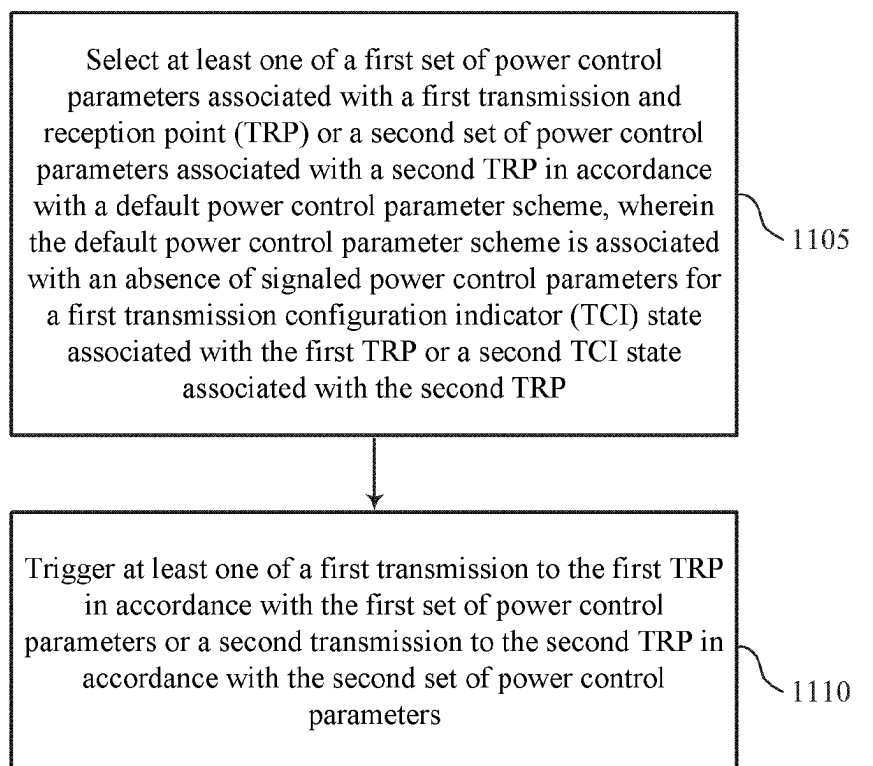 Select at least one of a first set of power control
parameters associated with a first transmission and
reception point (TRP) or a second set of power control
parameters associated with a second TRP in accordance
with a default power control parameter scheme, wherein
the default power control parameter scheme is associated
with an absence of signaled power control parameters for
a first transmission configuration indicator (TCI) state
associated with the first TRP or a second TCI state
associated with the second TRP
1105
Trigger at least one of a first transmission to the first TRP
in accordance with the first set of power control
parameters or a second transmission to the second TRP in
accordance with the second set of power control
parameters
1110